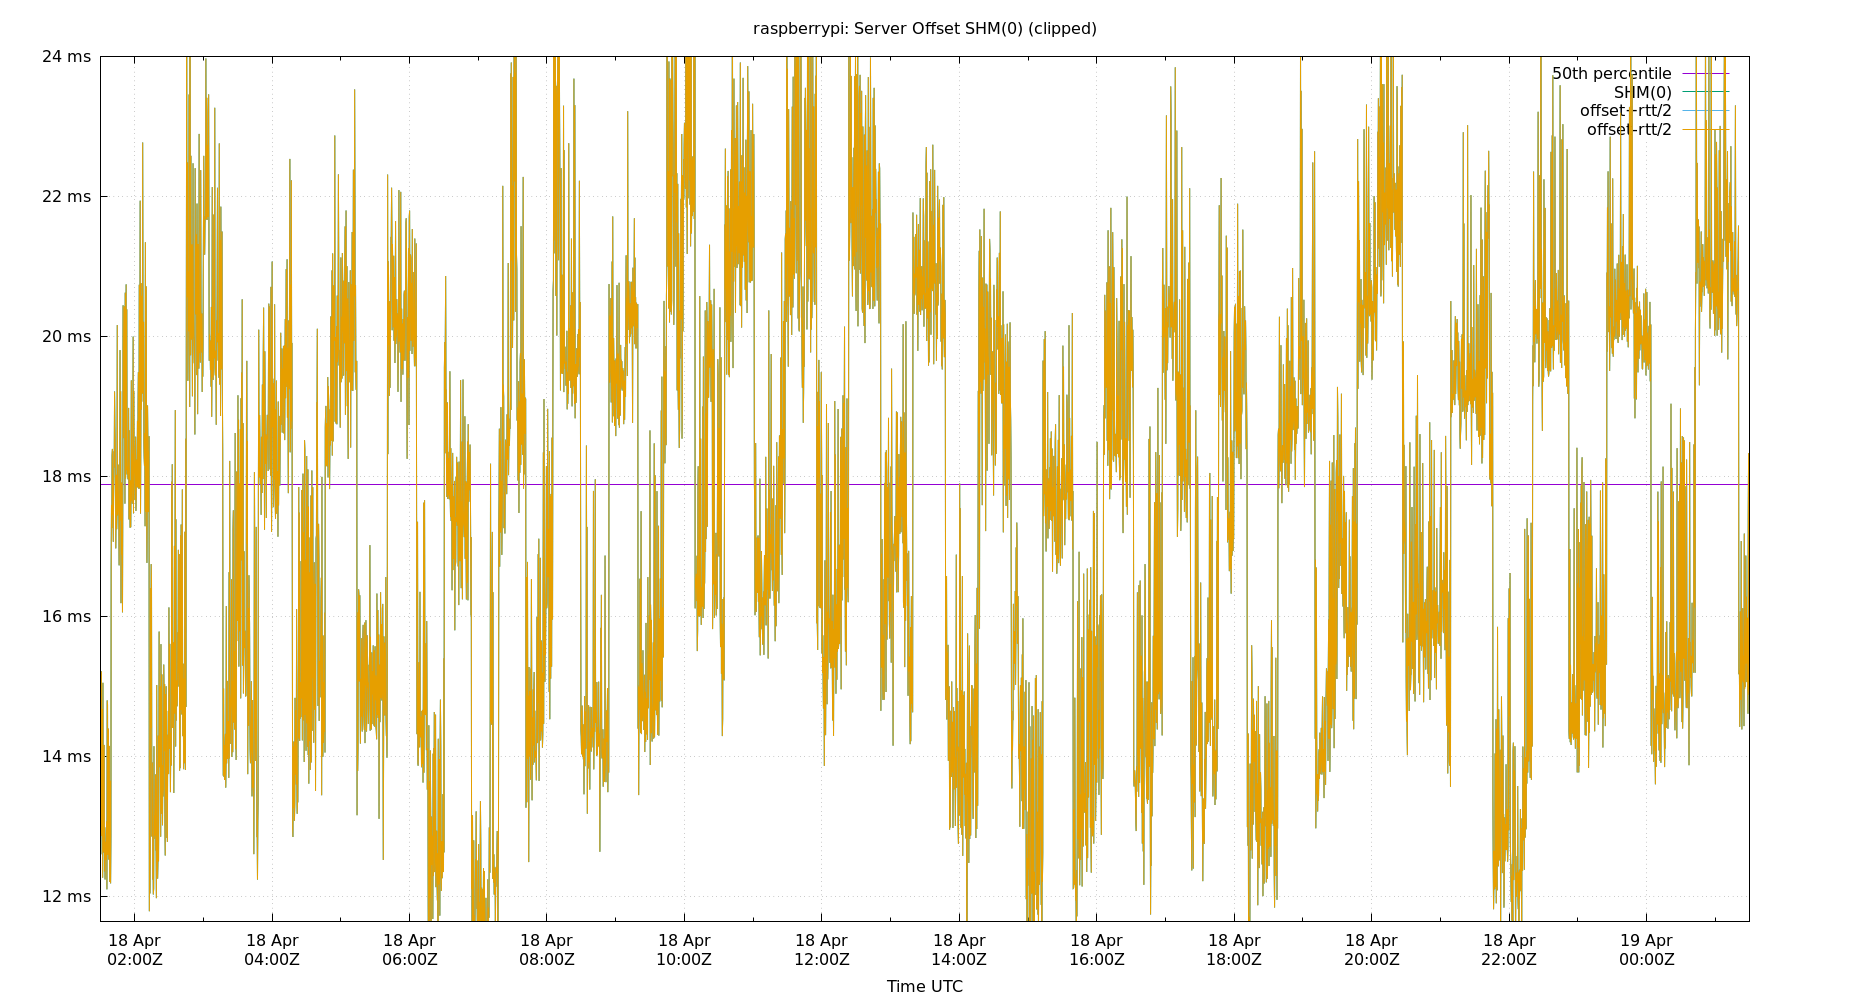 raspberrypi: Server Offset SHM(0) (clipped)
24 ms
22 ms
20 ms
18 ms
16 ms
14 ms
12 ms
50th percentile
SHM(0)
offset+rtt/2
offset-rtt/2
18 Apr 18 Apr 18 Apr 18 Apr 18 Apr 18 Apr 18 Apr 18 Apr 18 Apr 18 Apr 18 Apr 19 Apr
02:00Z 04:00Z 06:00Z 08:00Z 10:00Z 12:00Z 14:00Z 16:00Z 18:00Z 20:00Z 22:00Z 00:00Z
Time UTC